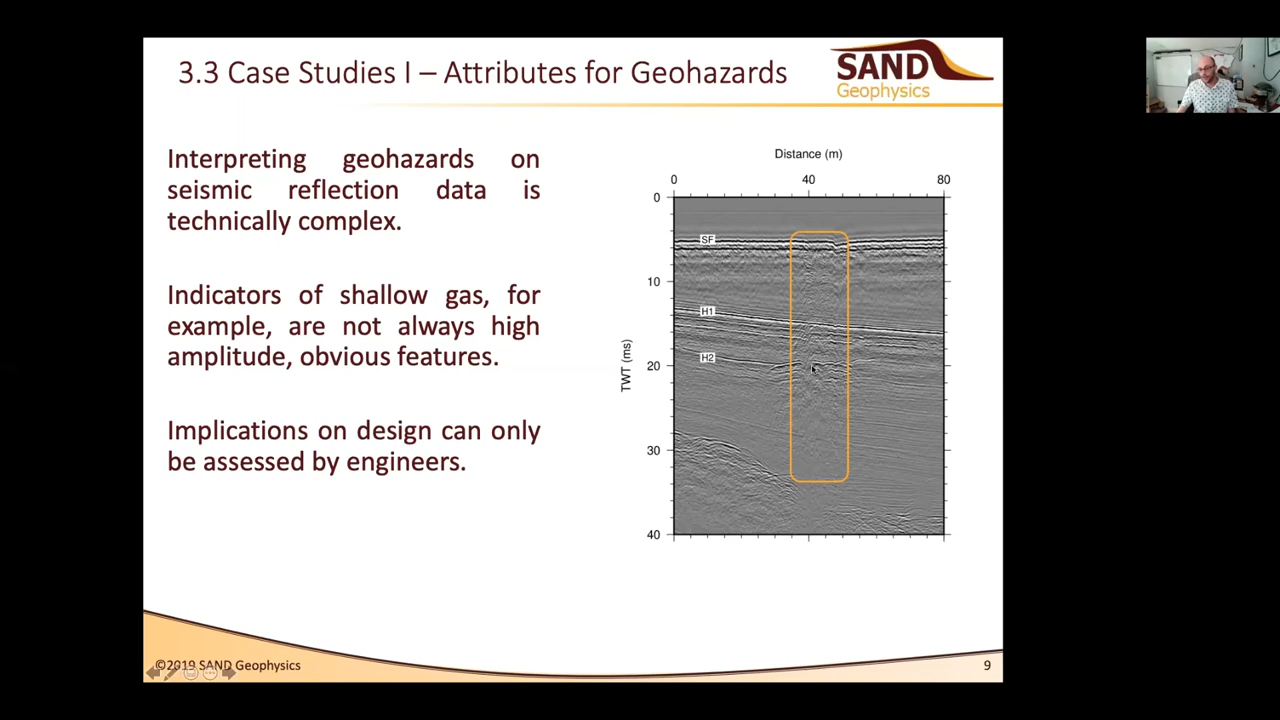 3.3 Case Studies I – Attributes for Geohazards
SAND
Geophysics
Interpreting geohazards on
seismic reflection data is
technically complex.
Indicators of shallow gas, for
example, are not always high
amplitude, obvious features.
Implications on design can only
be assessed by engineers.
Distance (m)
0 40 80
0
SF
10
H1
H2
20
TWT (ms)
30
40
©2019 SAND Geophysics
9